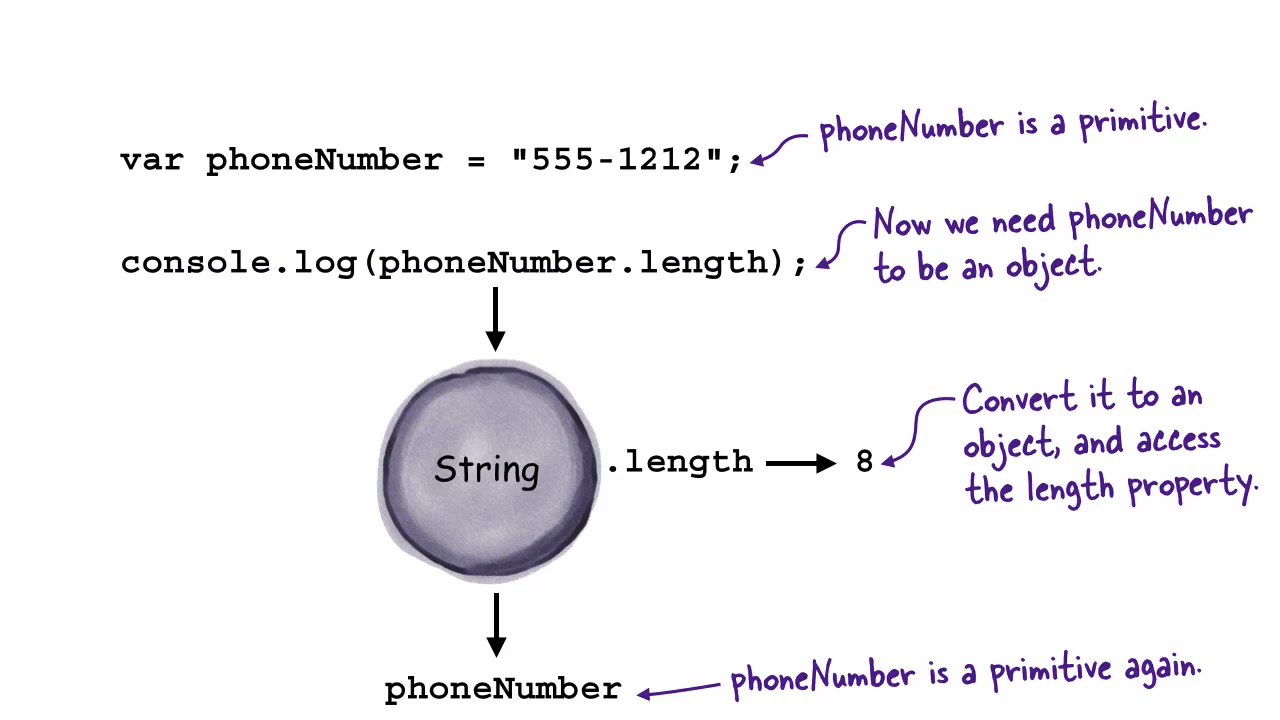 phoneNumber is a primitive.
var phoneNumber = "555-1212";
Now we need phoneNumber
to be an object.
console.log(phoneNumber.length);
Convert it to an
object, and access
the length property.
String .length 8
phoneNumber
phoneNumber is a primitive again.